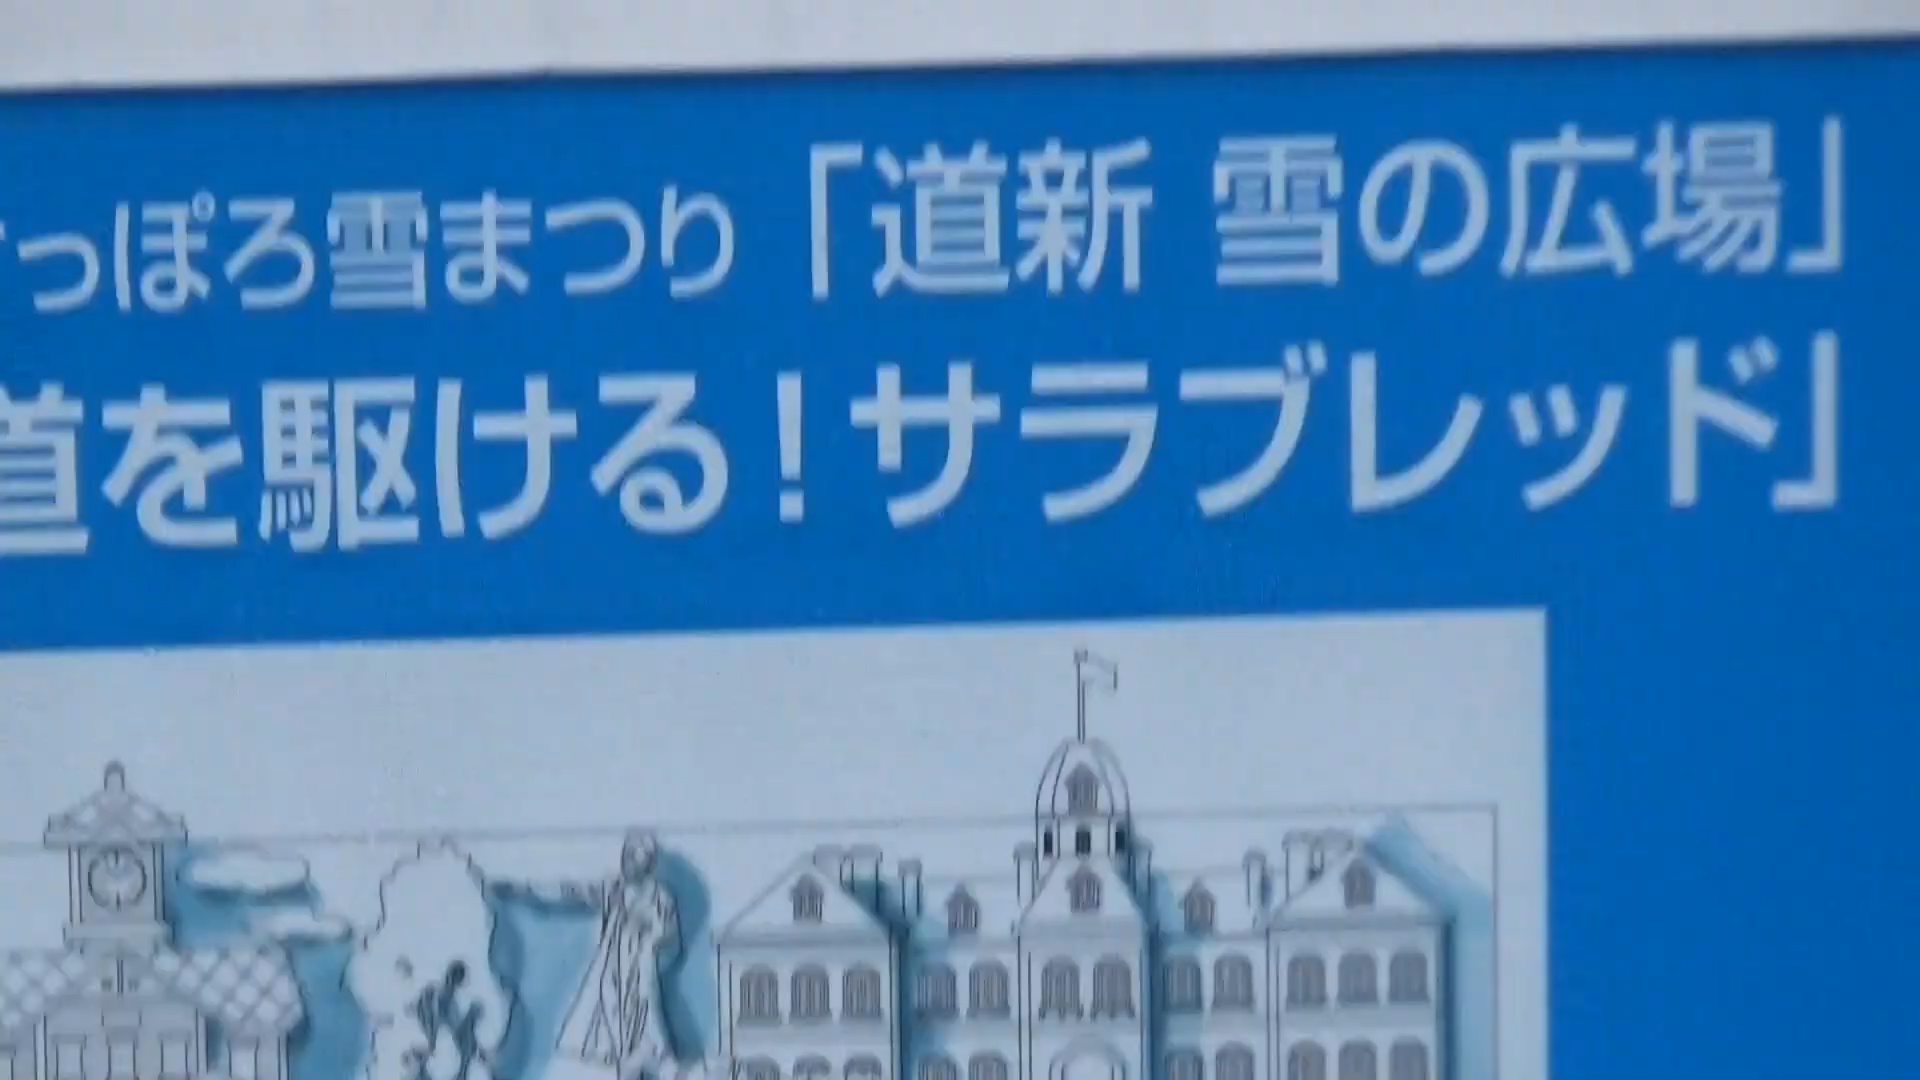 っぽろ雪まつり「道新 雪の広場」
道を駆ける!サラブレッド」